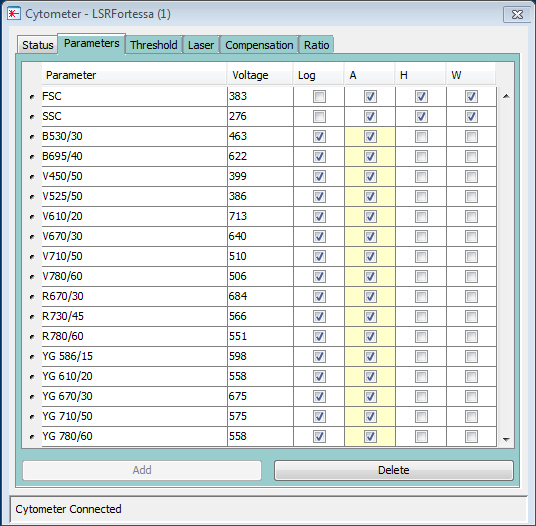 Cytometer - LSRFortessa (1)
Status Parameters Threshold Laser Compensation Ratio
Parameter Voltage Log A H W
FSC 383
SSC 276
B530/30 463
B695/40 622
V450/50 399
V525/50 386
V610/20 713
V670/30 640
V710/50 510
V780/60 506
R670/30 684
R730/45 566
R780/60 551
YG 586/15 598
YG 610/20 558
YG 670/30 675
YG 710/50 575
YG 780/60 558
Add Delete
Cytometer Connected